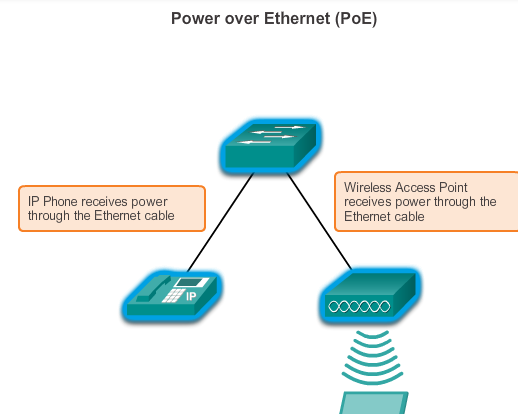 Power over Ethernet (PoE)
IP Phone receives power
through the Ethernet cable
Wireless Access Point
receives power through the
Ethernet cable
IP